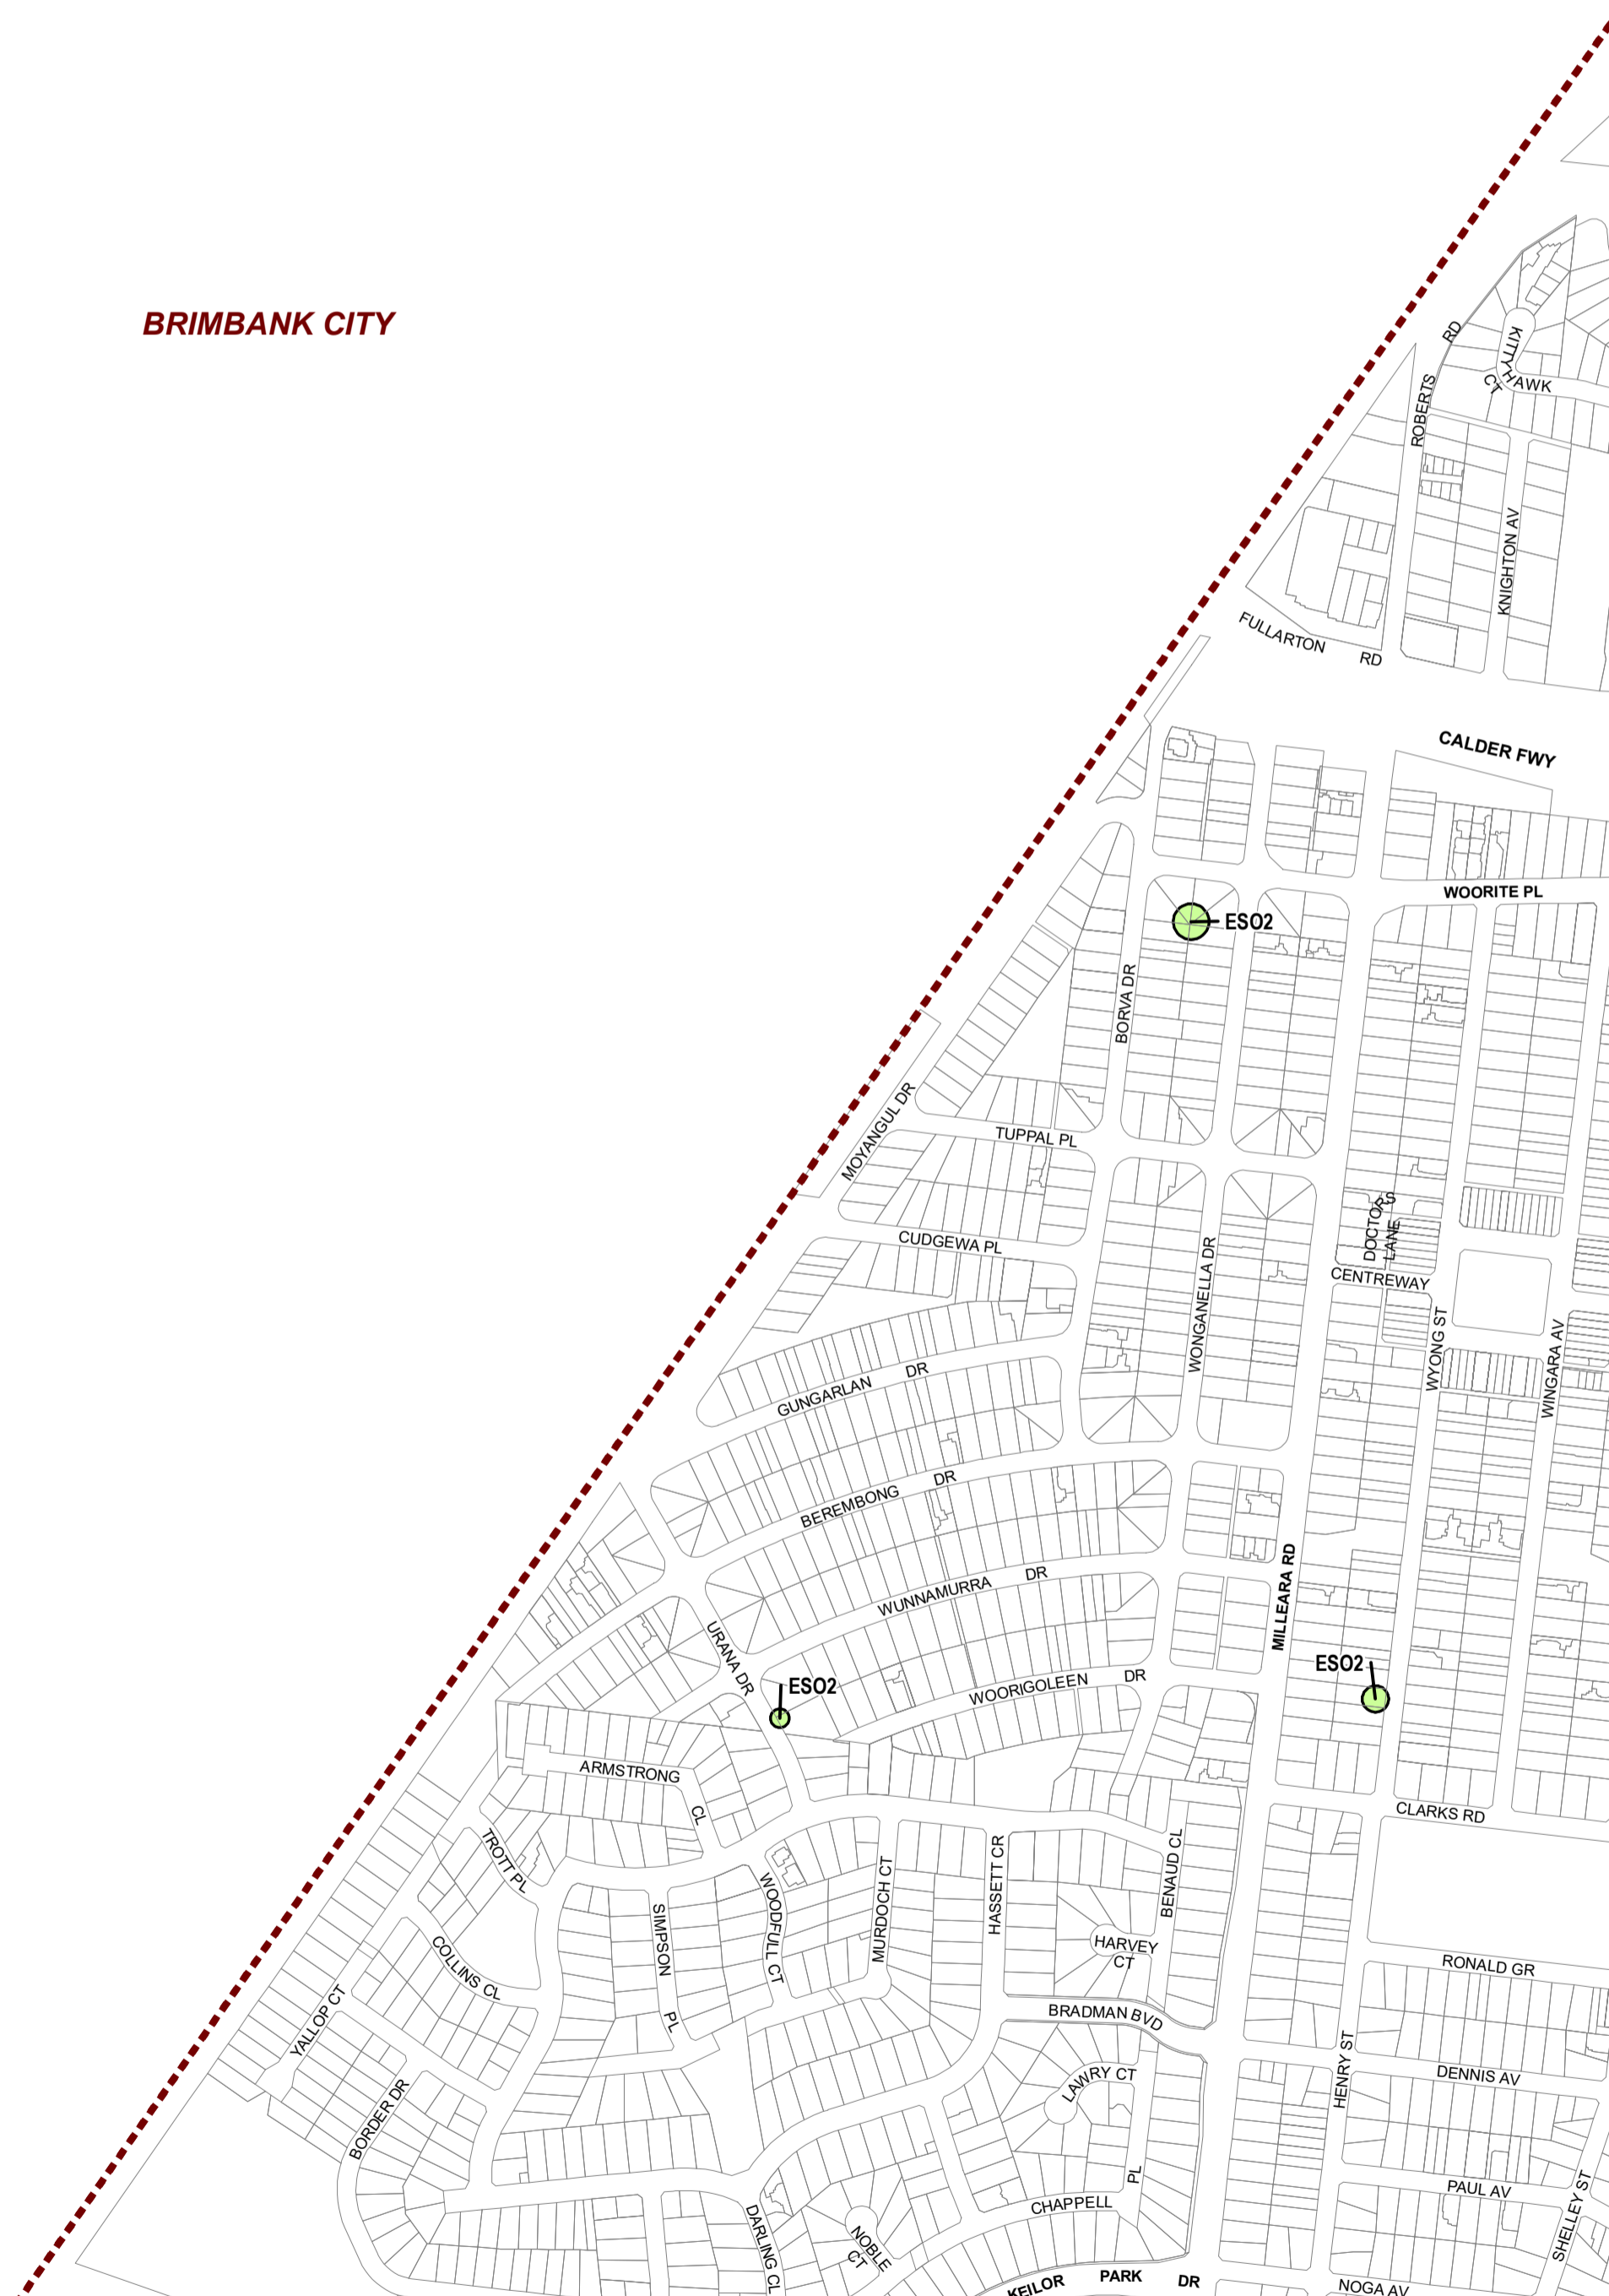 BRIMBANK CITY
ROBERTS RD
KITTYHAWK CT
KNIGHTON AV
FULLARTON RD
CALDER FWY
WOORITE PL
ESO2
BORVA DR
MOYANGUL DR
TUPPAL PL
CUDGEWA PL
DOCTORS
LANE
CENTREWAY
WONGANELLA DR
WYONG ST
WINGARA AV
GUNGARLAN DR
BEREMBONG DR
WUNNAMURRA DR
MILLEARA RD
URANA DR
ESO2
ESO2
WOORIGOLEEN DR
ARMSTRONG CL
CLARKS RD
TROTT PL
WOODFULL CT
MURDOCH CT
HASSETT CR
BENAUD CL
SIMPSON PL
COLLINS CL
HARVEY
CT
RONALD GR
YALLOP CT
BRADMAN BVD
HENRY ST
LAWRY CT
DENNIS AV
BORDER DR
PAUL AV
CHAPPELL PL
SHELLEY ST
DARLING CL
NOBLE
CT
KEILOR PARK DR
NOGA AV